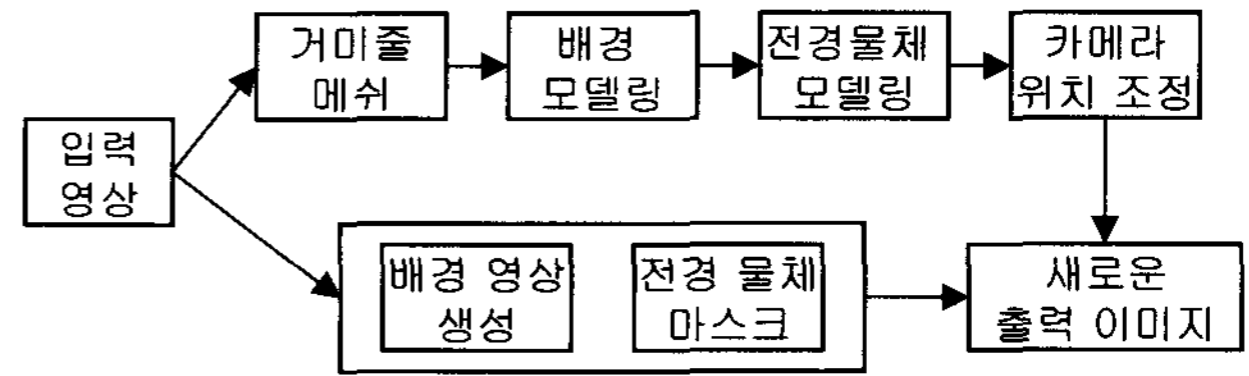 거미줄
메쉬
배경
모델링
전경물체
모델링
카메라
위치 조정
입력
영상
배경 영상
생성
전경 물체
마스크
새로운
출력 이미지